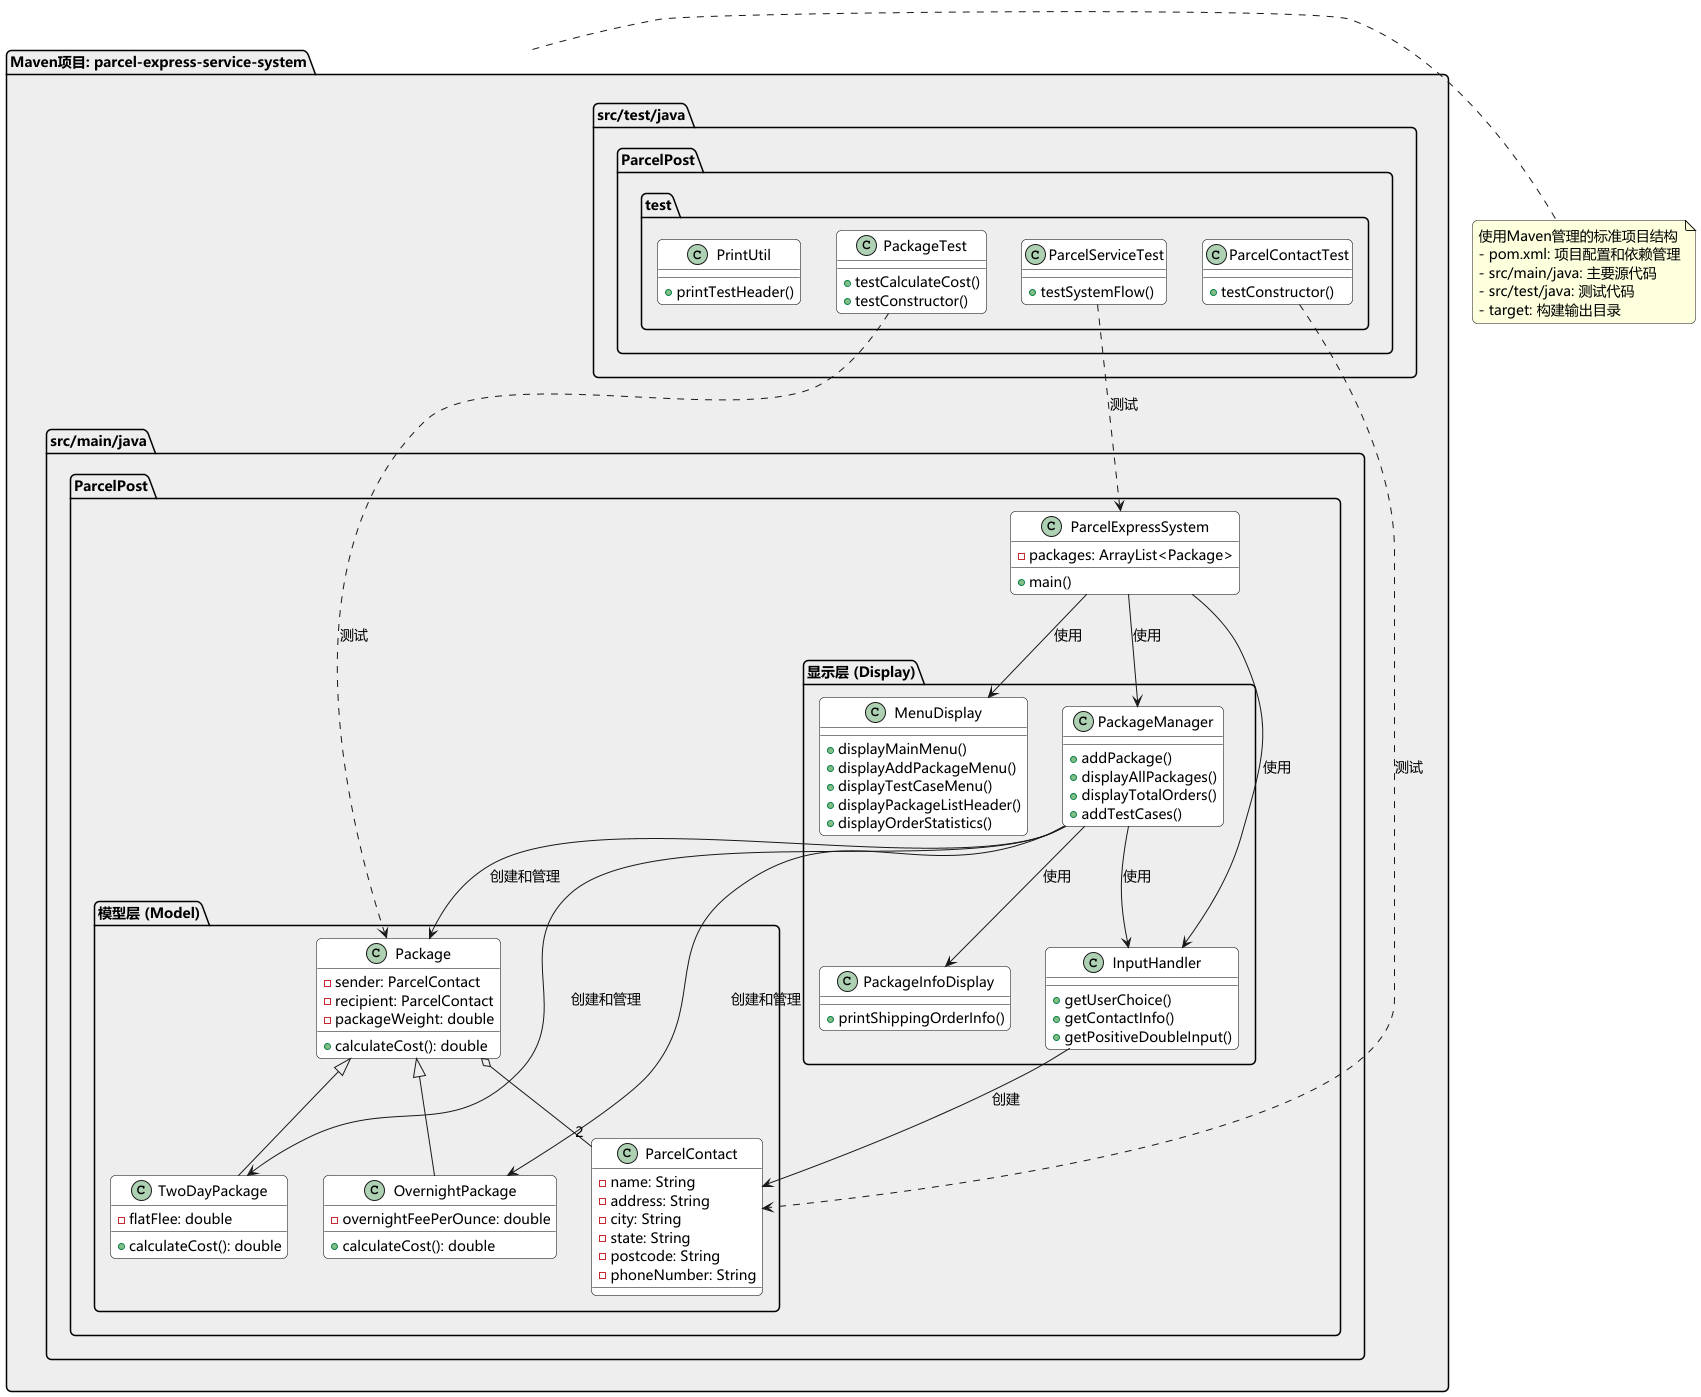 Maven项目: parcel-express-service-system
src/test/java
ParcelPost
test
C PrintUtil
printTestHeader()
C PackageTest
testCalculateCost()
testConstructor()
C ParcelServiceTest
testSystemFlow()
C ParcelContactTest
testConstructor()
使用Maven管理的标准项目结构
- pom.xml: 项目配置和依赖管理
- src/main/java: 主要源代码
- src/test/java: 测试代码
- target: 构建输出目录
测试
src/main/java
ParcelPost
C ParcelExpressSystem
packages: ArrayList<Package>
main()
测试
使用
使用
显示层 (Display)
C MenuDisplay
displayMainMenu()
displayAddPackageMenu()
displayTestCaseMenu()
displayPackageListHeader()
displayOrderStatistics()
C PackageManager
addPackage()
displayAllPackages()
displayTotalOrders()
addTestCases()
使用
测试
创建和管理
使用
使用
模型层 (Model)
C Package
sender: ParcelContact
recipient: ParcelContact
packageWeight: double
calculateCost(): double
创建和管理
创建和管理
C PackageInfoDisplay
printShippingOrderInfo()
C InputHandler
getUserChoice()
getContactInfo()
getPositiveDoubleInput()
创建
2
C TwoDayPackage
flatFlee: double
calculateCost(): double
C OvernightPackage
overnightFeePerOunce: double
calculateCost(): double
C ParcelContact
name: String
address: String
city: String
state: String
postcode: String
phoneNumber: String